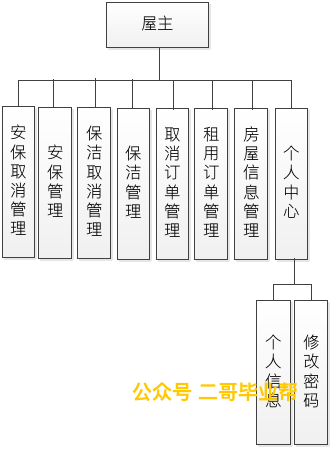 屋主
安保取消管理
安保管理
保洁取消管理
保洁管理
取消订单管理
租用订单管理
房屋信息管理
个人中心
个人信息
修改密码
公众号 二哥毕业帮